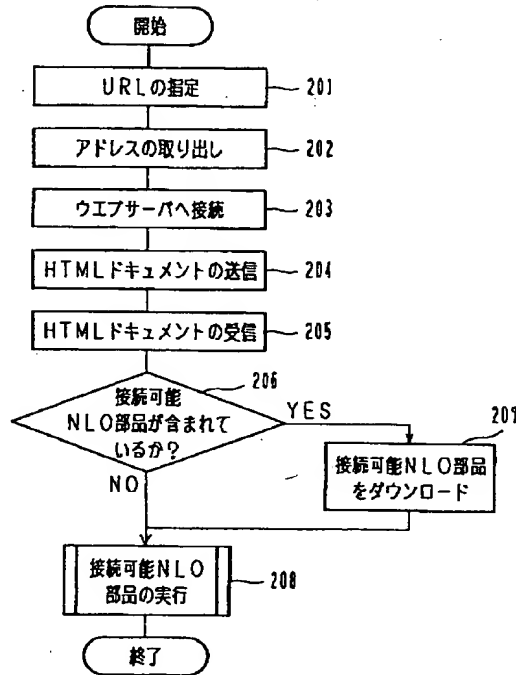 開始
URLの指定
201
アドレスの取り出し
202
ウエブサーバへ接続
203
HTMLドキュメントの送信
204
HTMLドキュメントの受信
205
206
接続可能
NLO部品が含まれて
いるか?
YES
NO
209
接続可能NLO部品
をダウンロード
接続可能NLO
部品の実行
208
終了